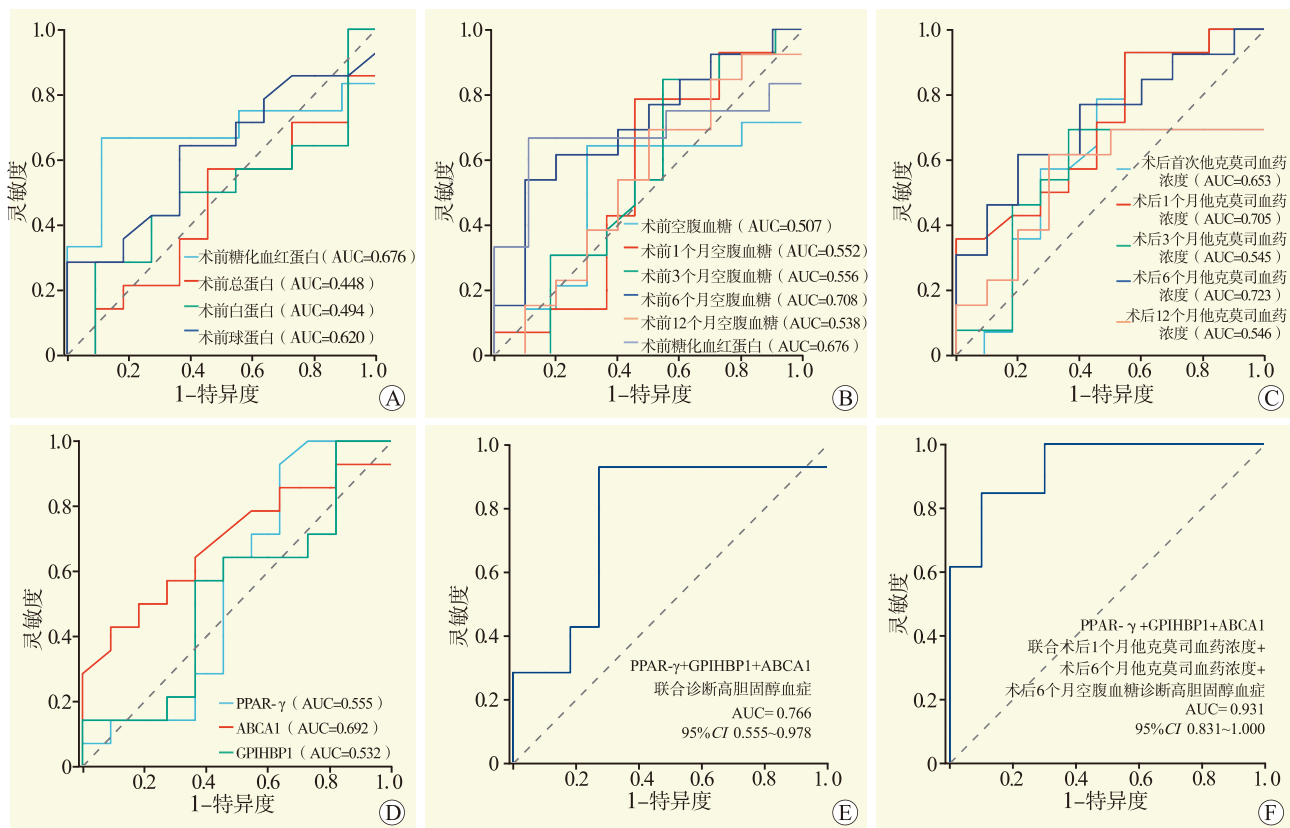 1.0
0.8
0.6
0.4
0.2
0
灵敏度
术前糖化血红蛋白( AUC=0.676 )
术前总蛋白( AUC=0.448 )
术前白蛋白( AUC=0.494 )
术前球蛋白( AUC=0.620 )
0.2 0.4 0.6 0.8 1.0
1-特异度
A
1.0
0.8
0.6
0.4
0.2
0
灵敏度
术前空腹血糖( AUC=0.507
术前1个月空腹血糖( AUC=0.552
术前3个月空腹血糖( AUC=0.556
术前6个月空腹血糖( AUC=0.708 )
术前12个月空腹血糖( AUC=0.538 )
术前糖化血红蛋白( AUC=0.676 )
0.2 0.4 0.6 0.8 1.0
1-特异度
B
1.0
0.8
0.6
0.4
0.2
0
灵敏度
术后首次他克莫司血药
浓度( AUC=0.653 )
术后1个月他克莫司血药
浓度( AUC=0.705 )
术后3个月他克莫司血药
浓度( AUC=0.545 )
术后6个月他克莫司血药
浓度( AUC=0.723 )
术后12个月他克莫司血药
浓度( AUC=0.546 )
0.2 0.4 0.6 0.8 1.0
1-特异度
C
1.0
0.8
0.6
0.4
0.2
0
灵敏度
PPAR-γ( AUC=0.555 )
ABCA1( AUC=0.692 )
GPIHBP1( AUC=0.532 )
0.2 0.4 0.6 0.8 1.0
1-特异度
D
1.0
0.8
0.6
0.4
0.2
0
灵敏度
PPAR-γ+GPIHBP1+ABCA1
联合诊断高胆固醇血症
AUC=0.766
95%CI 0.555~0.978
0.2 0.4 0.6 0.8 1.0
1-特异度
E
1.0
0.8
0.6
0.4
0.2
0
灵敏度
PPAR-γ+GPIHBP1+ABCA1
联合术后1个月他克莫司血药浓度+
术后6个月他克莫司血药浓度+
术后6个月空腹血糖诊断高胆固醇血症
AUC=0.931
95%CI 0.831~1.000
0.2 0.4 0.6 0.8 1.0
1-特异度
F